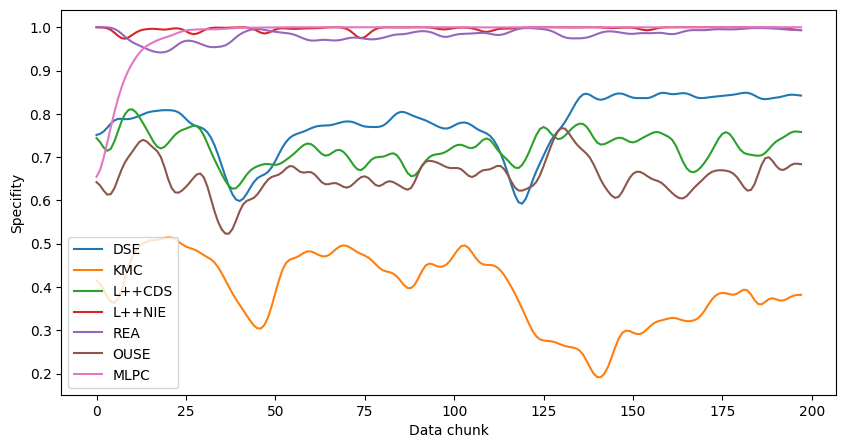 1.0
0.9
0.8
0.7
0.6
0.5
0.4
0.3
0.2
Specifity
DSE
KMC
L++CDS
L++NIE
REA
OUSE
MLPC
0 25 50 75 100 125 150 175 200
Data chunk